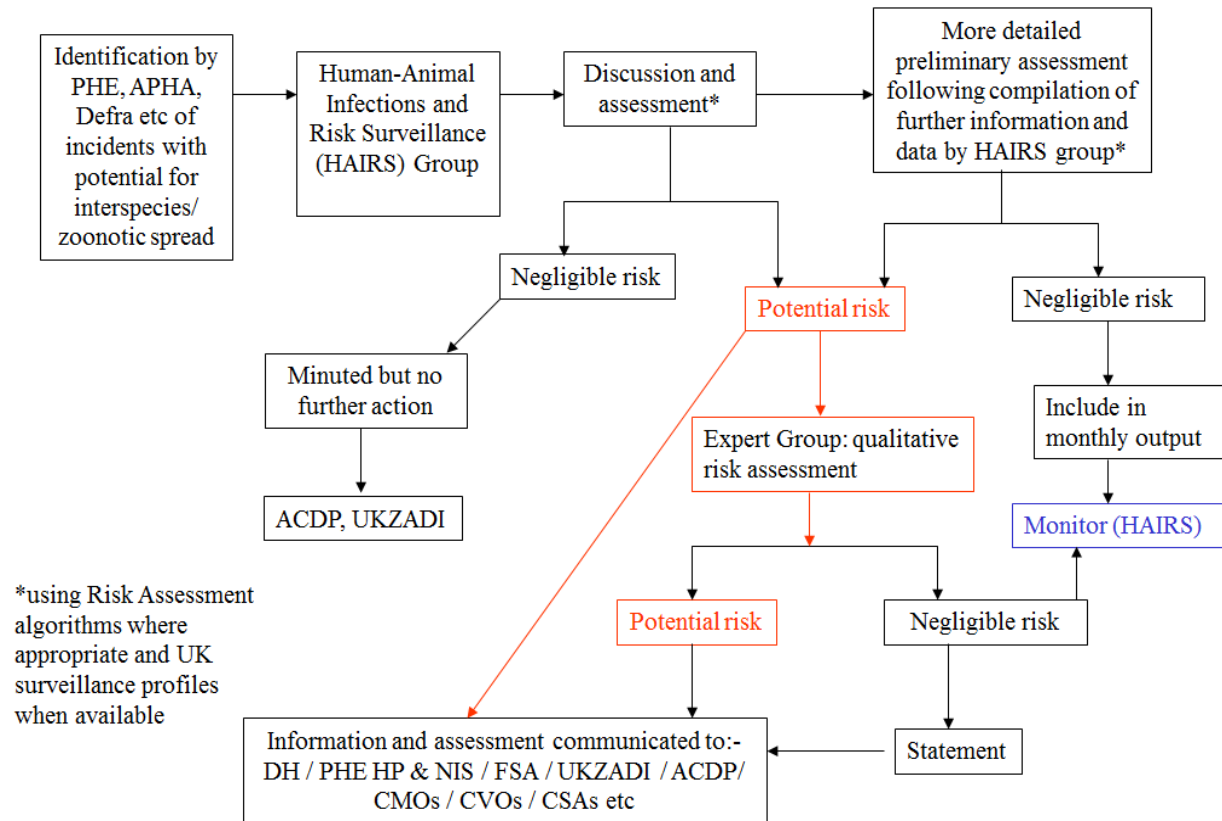 Identification by
PHE, APHA,
Defra etc of
incidents with
potential for
interspecies/
zoonotic spread
Human-Animal
Infections and
Risk Surveillance
(HAIRS) Group
Discussion and
assessment*
More detailed
preliminary assessment
following compilation of
further information and
data by HAIRS group*
Negligible risk
Potential risk
Negligible risk
Minuted but no
further action
Expert Group: qualitative
risk assessment
Include in
monthly output
ACDP, UKZADI
Monitor (HAIRS)
*using Risk Assessment
algorithms where
appropriate and UK
surveillance profiles
when available
Potential risk
Negligible risk
Information and assessment communicated to:-
DH / PHE HP & NIS / FSA / UKZADI / ACDP/
CMOs / CVOs / CSAs etc
Statement